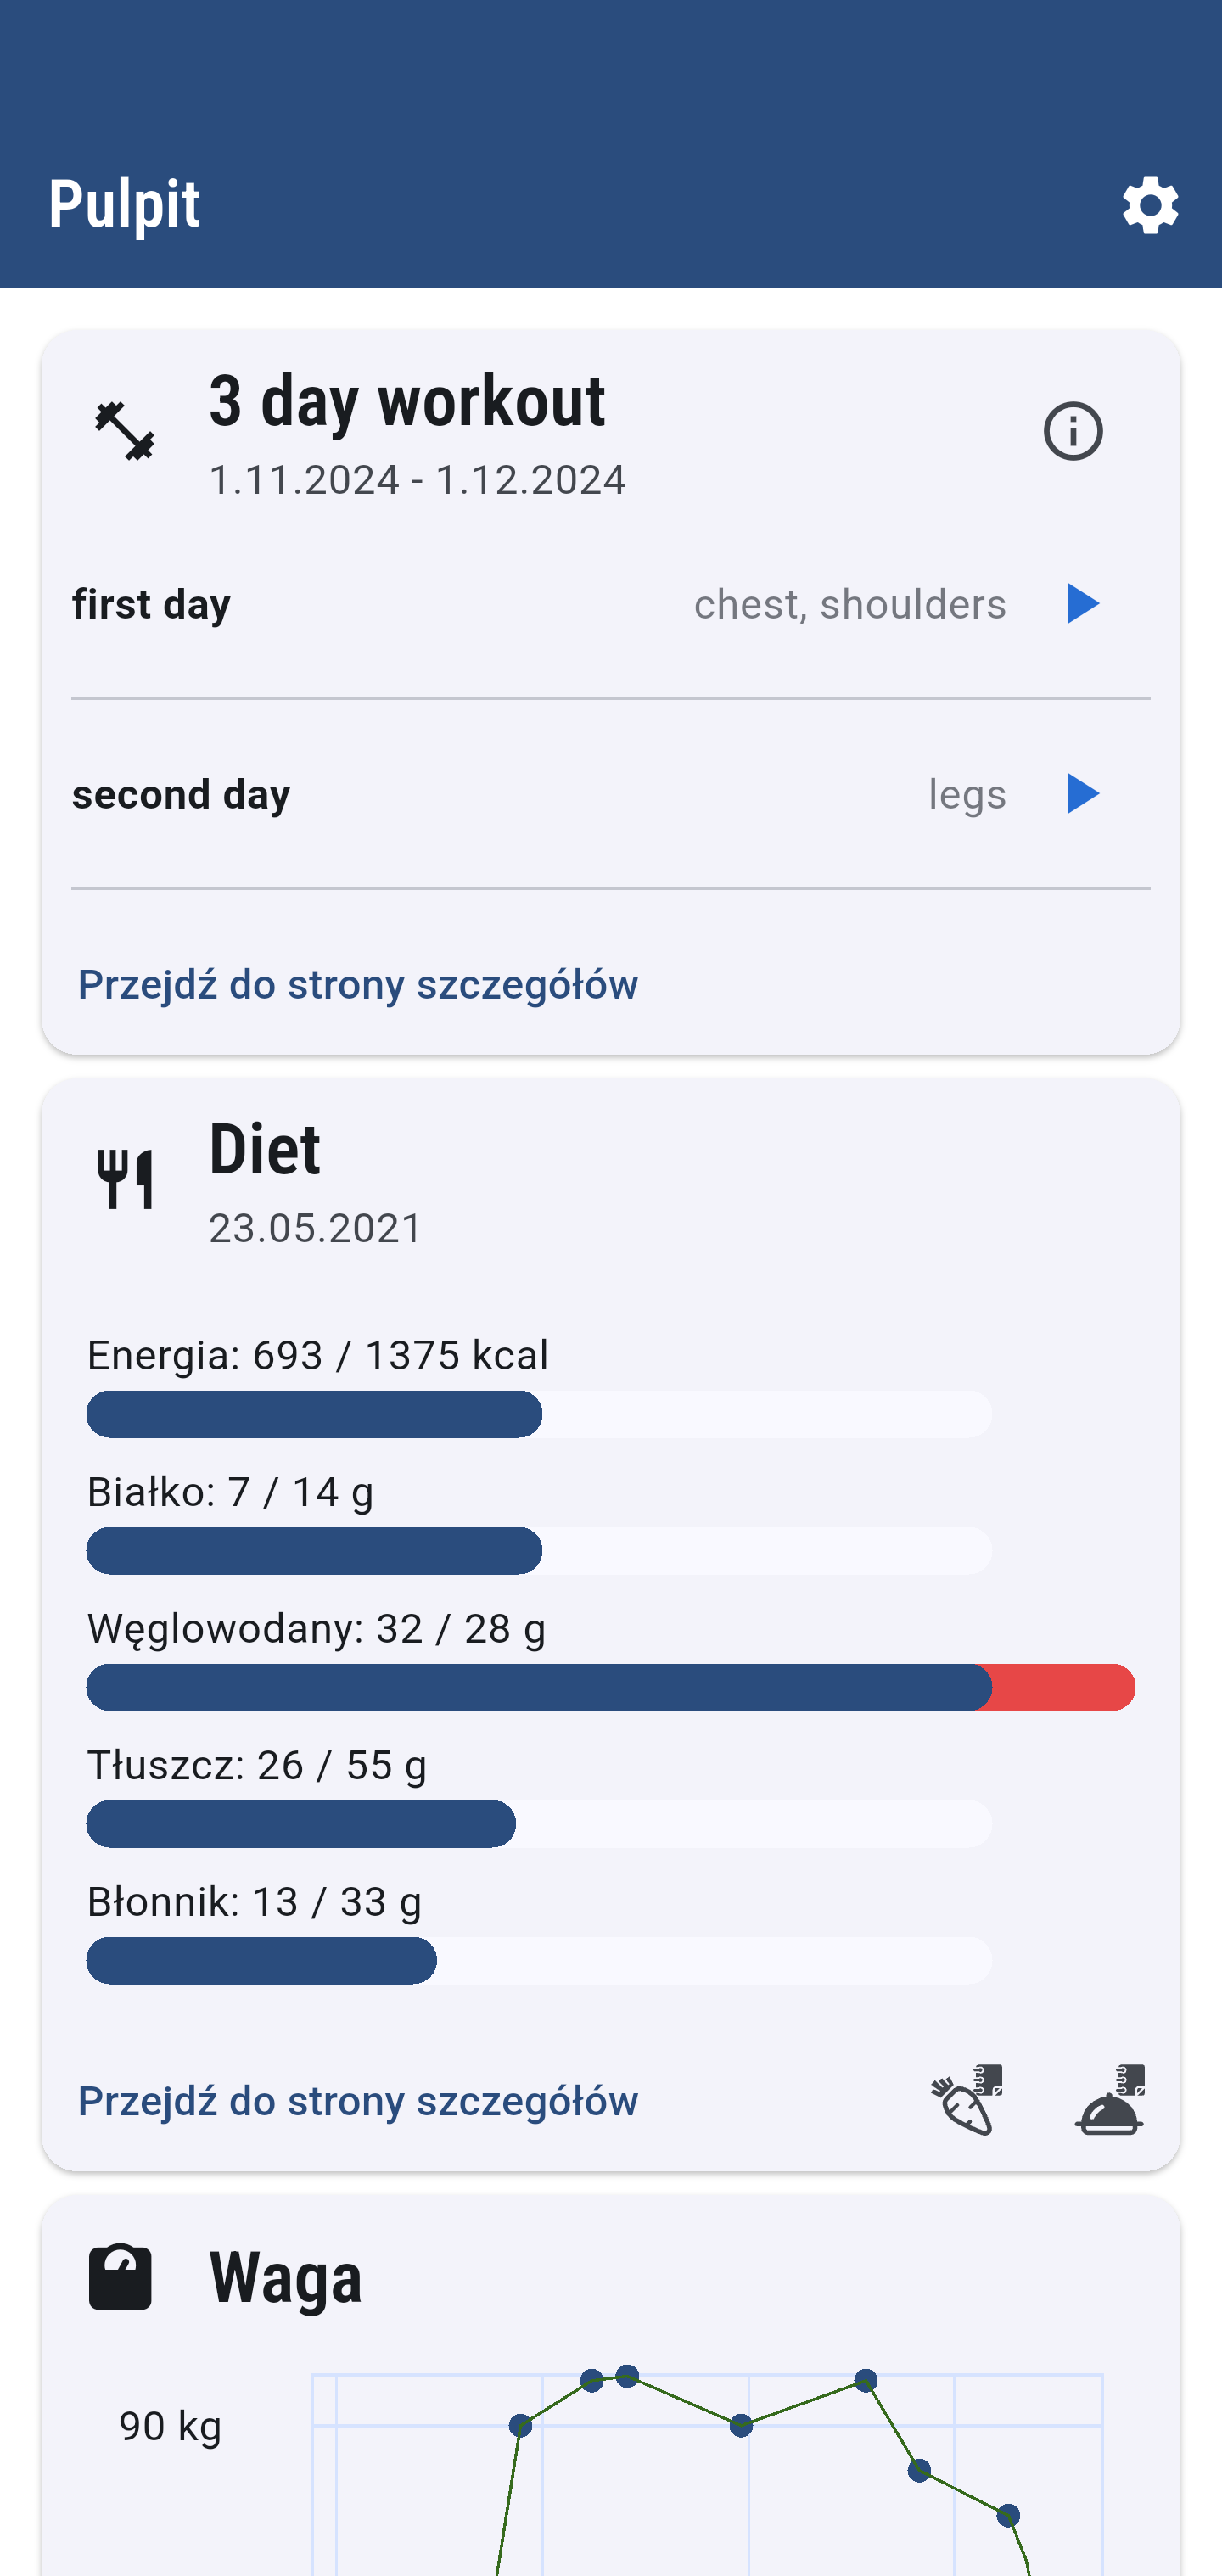 Pulpit
3 day workout
1.11.2024 - 1.12.2024
first day chest, shoulders
second day legs
Przejdź do strony szczegółów
Diet
23.05.2021
Energia: 693 / 1375 kcal
Białko: 7 / 14 g
Węglowodany: 32 / 28 g
Tłuszcz: 26 / 55 g
Błonnik: 13 / 33 g
Przejdź do strony szczegółów
Waga
90 kg